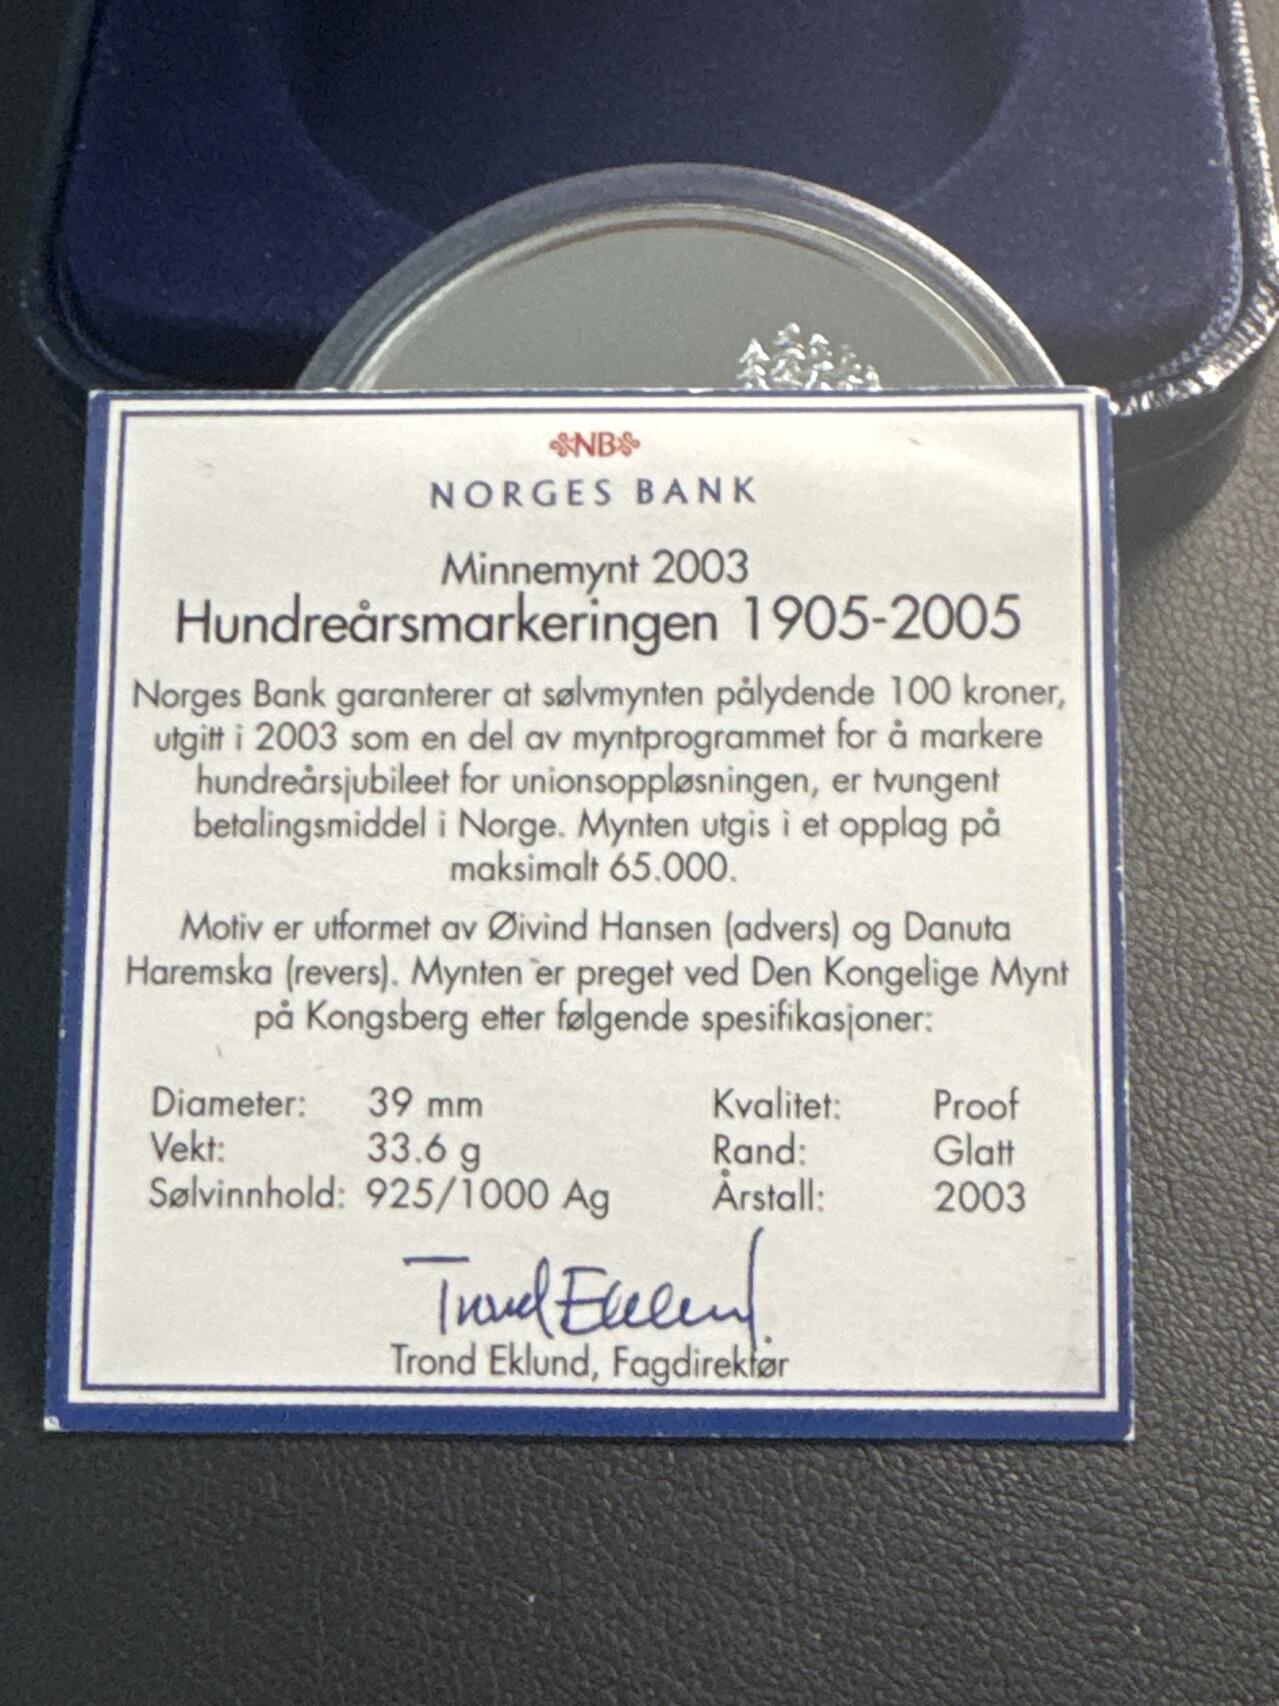 NB
NORGES BANK
Minnemynt 2003
Hundreårsmarkeringen 1905-2005
Norges Bank garanterer at sølvmynten pålydende 100 kroner,
utgitt i 2003 som en del av myntprogrammet for å markere
hundreårsjubileet for unionsoppløsningen, er tvungent
betalingsmiddel i Norge. Mynten utgis i et opplag på
maksimalt 65.000.
Motiv er utformet av Øivind Hansen (advers) og Danuta
Haremska (revers). Mynten er preget ved Den Kongelige Mynt
på Kongsberg etter følgende spesifikasjoner:
Diameter: 39 mm Kvalitet: Proof
Vekt: 33.6 g Rand: Glatt
Sølvinnhold: 925/1000 Ag Årstall: 2003
Trond Eklund
Trond Eklund, Fagdirektør